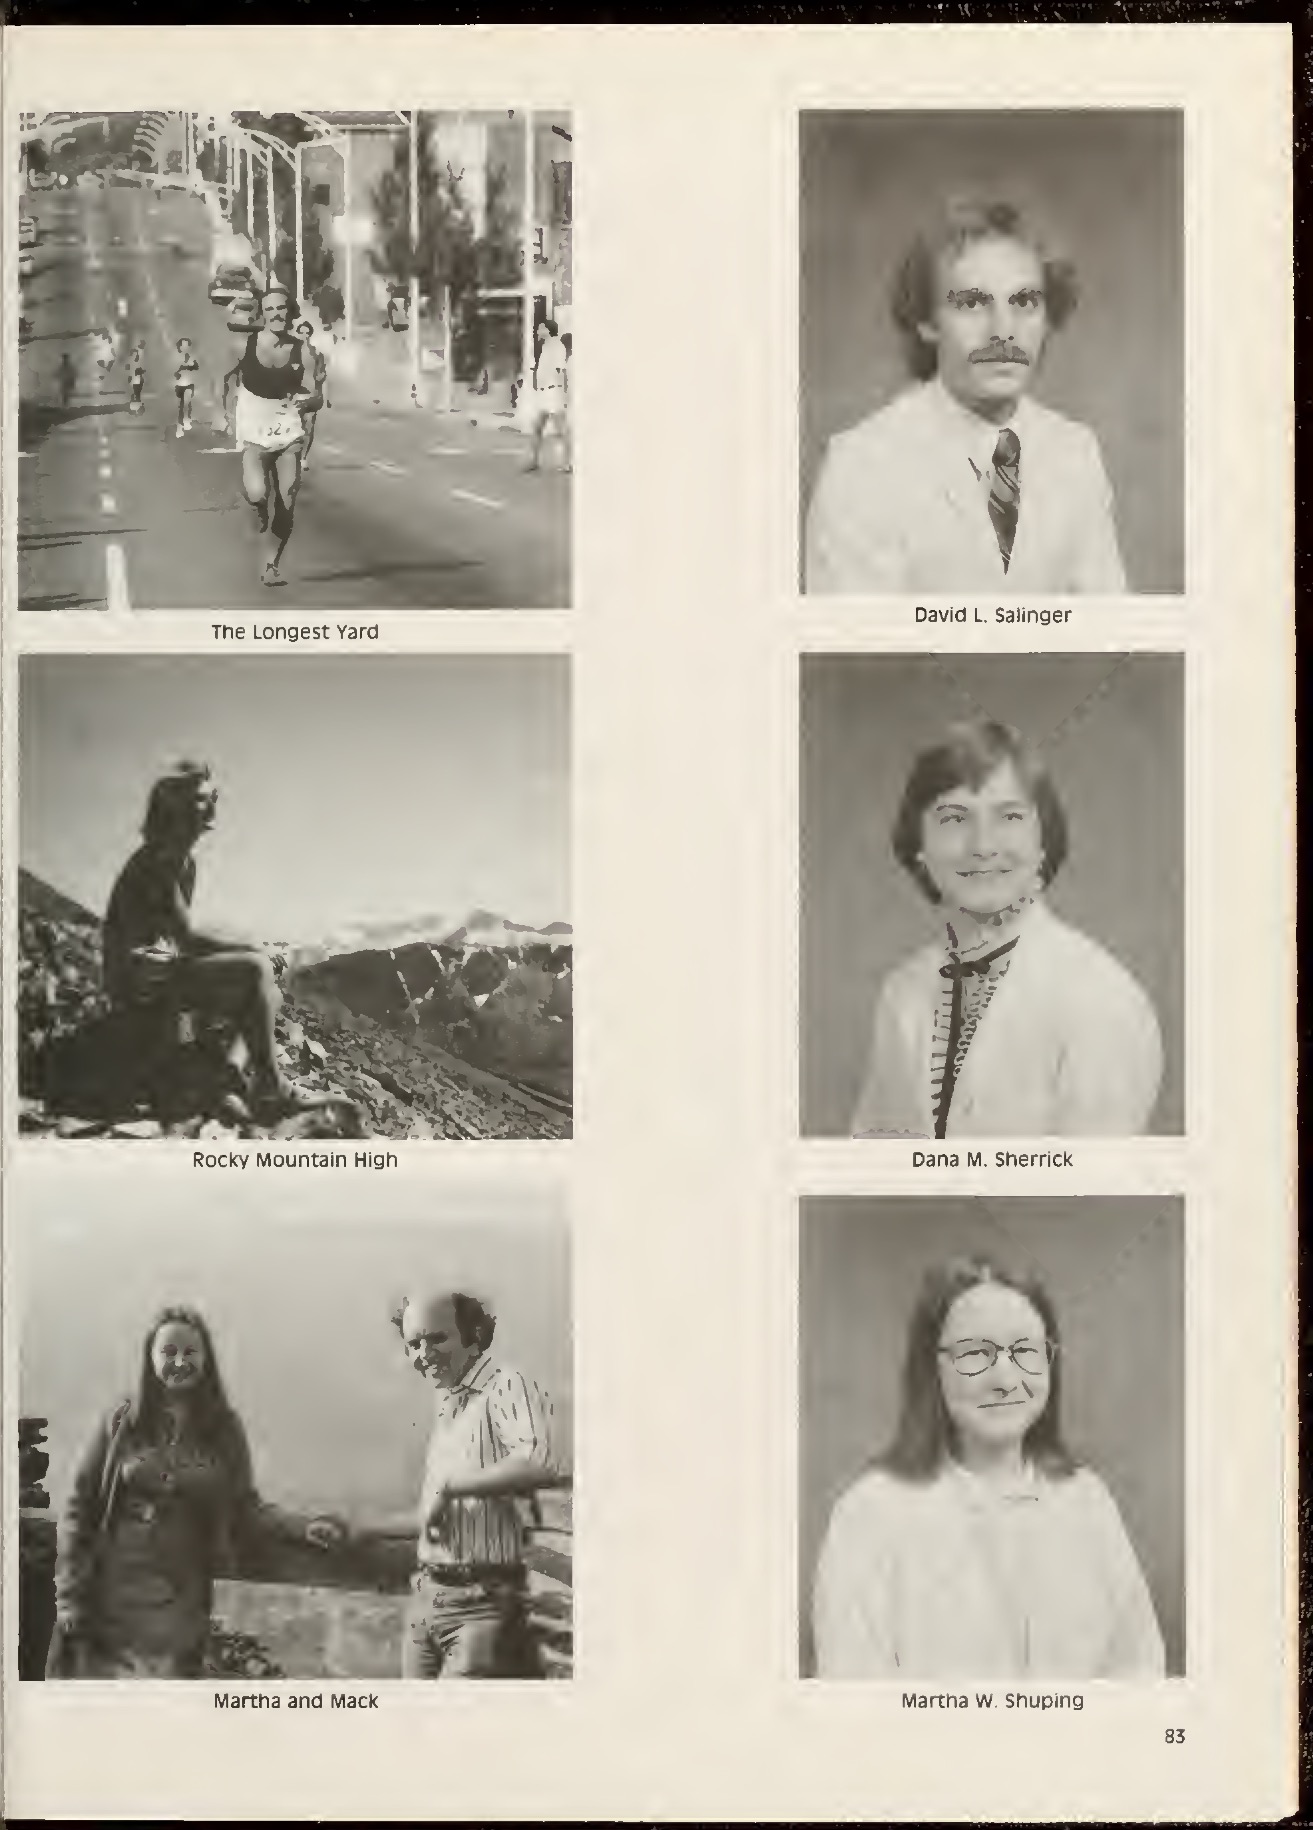 The Longest Yard
David L. Salinger
Rocky Mountain High
Dana M. Sherrick
Martha and Mack
Martha W. Shuping
83